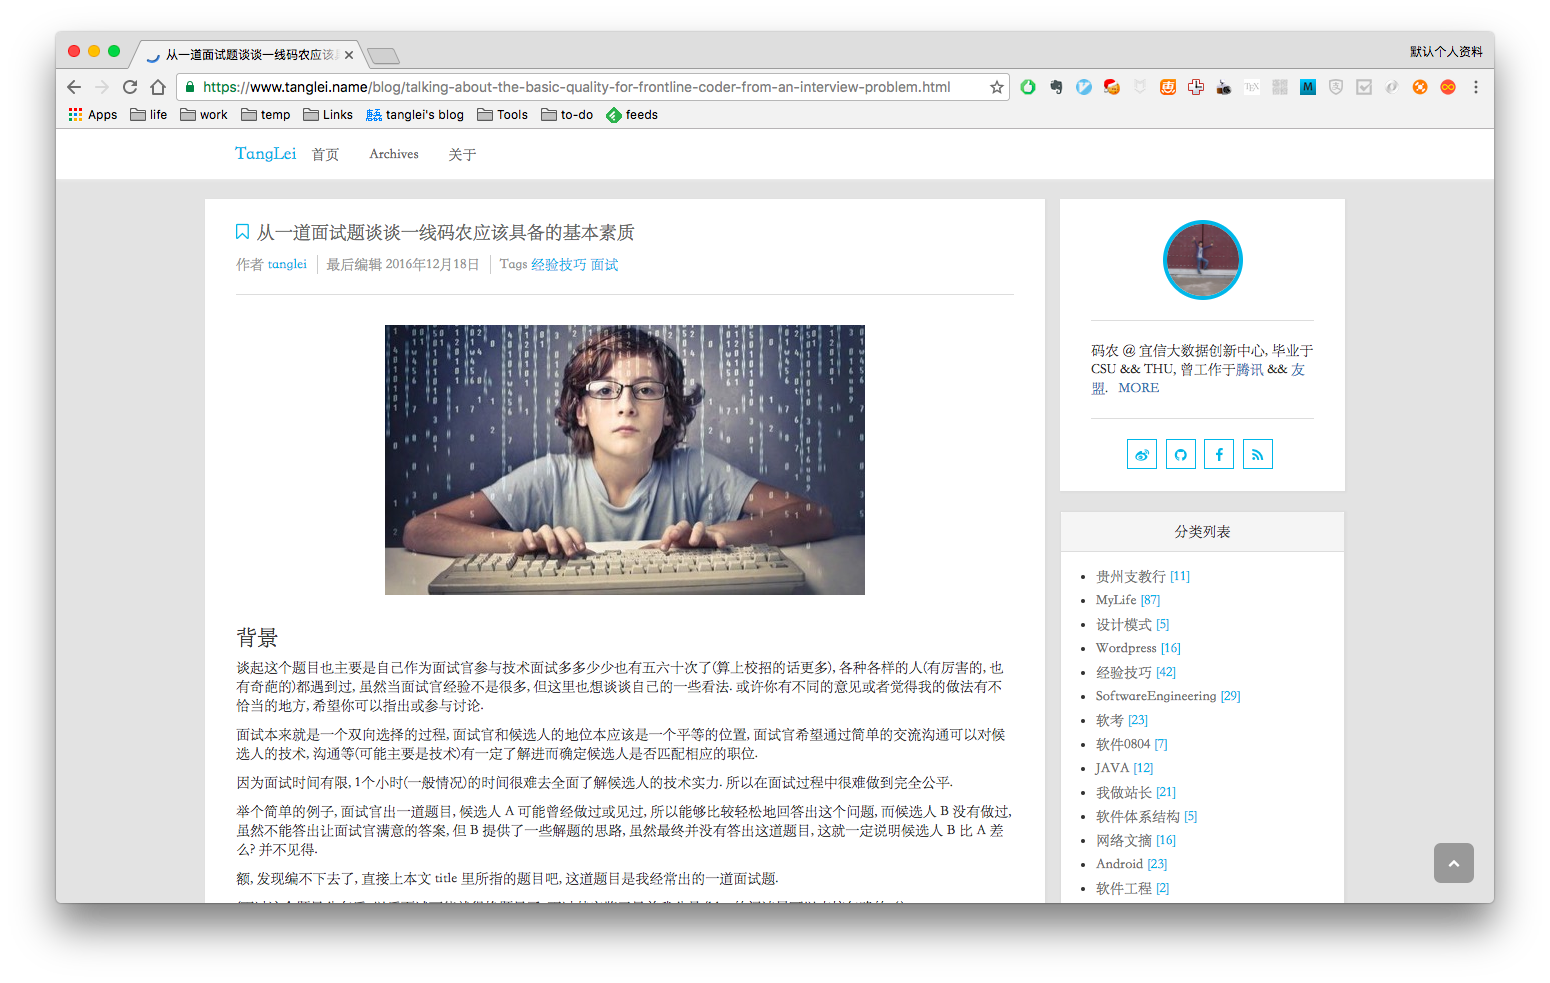 从一道面试题谈谈一线码农应该
默认个人资料
https://www.tanglei.name/blog/talking-about-the-basic-quality-for-frontline-coder-from-an-interview-problem.html
Apps life work temp Links tanglei's blog Tools to-do feeds
TangLei 首页 Archives 关于
从一道面试题谈谈一线码农应该具备的基本素质
作者 tanglei 最后编辑 2016年12月18日 Tags 经验技巧 面试
背景
谈起这个题目也主要是自己作为面试官参与技术面试多多少少也有五六十次了(算上校招的话更多), 各种各样的人(有厉害的, 也
有奇葩的)都遇到过, 虽然当面试官经验不是很多, 但这里也想谈谈自己的一些看法. 或许你有不同的意见或者觉得我的做法有不
恰当的地方, 希望你可以指出或参与讨论.
面试本来就是一个双向选择的过程, 面试官和候选人的地位本应该是一个平等的位置, 面试官希望通过简单的交流沟通可以对候
选人的技术, 沟通等(可能主要是技术)有一定了解进而确定候选人是否匹配相应的职位.
因为面试时间有限, 1个小时(一般情况)的时间很难去全面了解候选人的技术实力. 所以在面试过程中很难做到完全公平.
举个简单的例子, 面试官出一道题目, 候选人 A 可能曾经做过或见过, 所以能够比较轻松地回答出这个问题, 而候选人 B 没有做过,
虽然不能答出让面试官满意的答案, 但 B 提供了一些解题的思路, 虽然最终并没有答出这道题目, 这就一定说明候选人 B 比 A 差
么? 并不见得.
额, 发现编不下去了, 直接上本文 title 里所指的题目吧, 这道题目是我经常出的一道面试题.
码农 @ 宜信大数据创新中心, 毕业于
CSU && THU, 曾工作于腾讯 && 友
盟. MORE
分类列表
贵州支教行 [11]
MyLife [87]
设计模式 [5]
Wordpress [16]
经验技巧 [42]
SoftwareEngineering [29]
软考 [23]
软件0804 [7]
JAVA [12]
我做站长 [21]
软件体系结构 [5]
网络文摘 [16]
Android [23]
软件工程 [2]